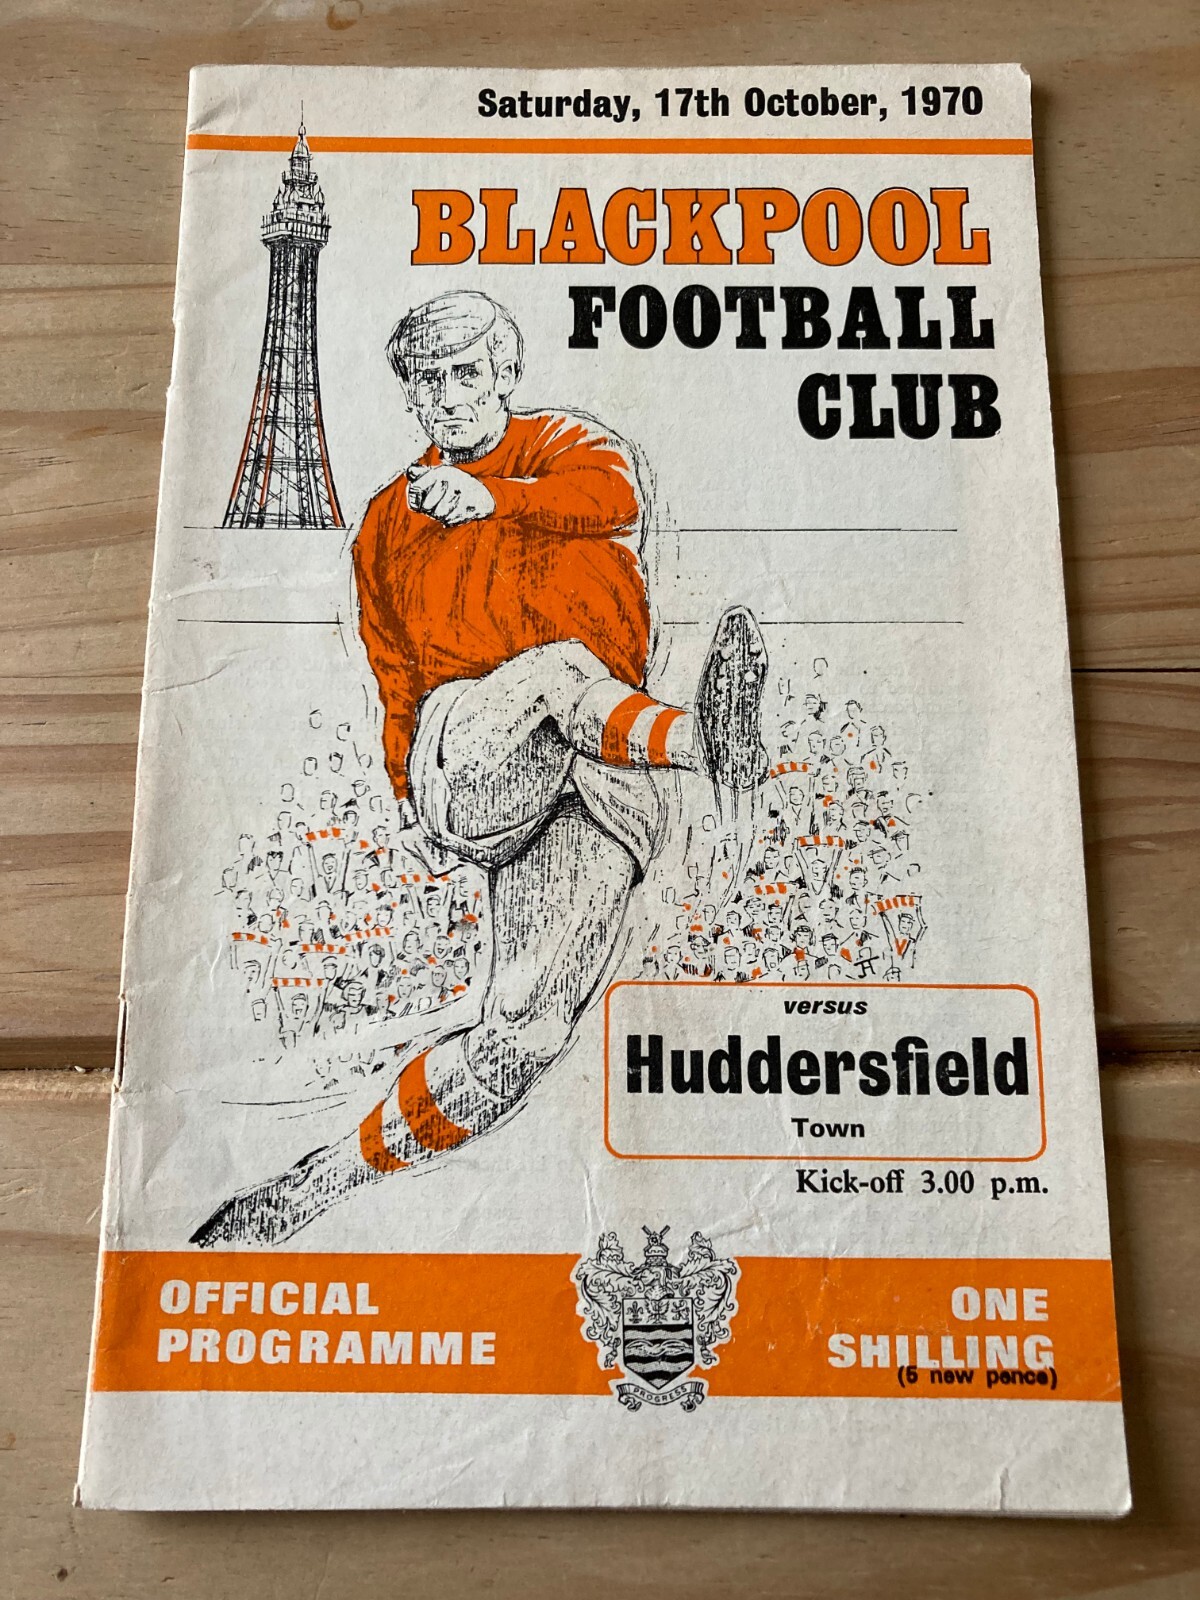 Saturday, 17th October, 1970
BLACKPOOL
FOOTBALL
CLUB
versus
Huddersfield
Town
Kick-off 3.00 p.m.
OFFICIAL
PROGRAMME
ONE
SHILLING
(5 new pence)
PROGRESS